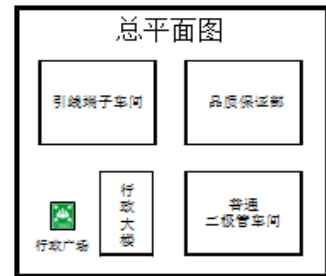 总平面图
引线端子车间
品质保证部
行政广场
行
政
大
楼
普通
二极管车间